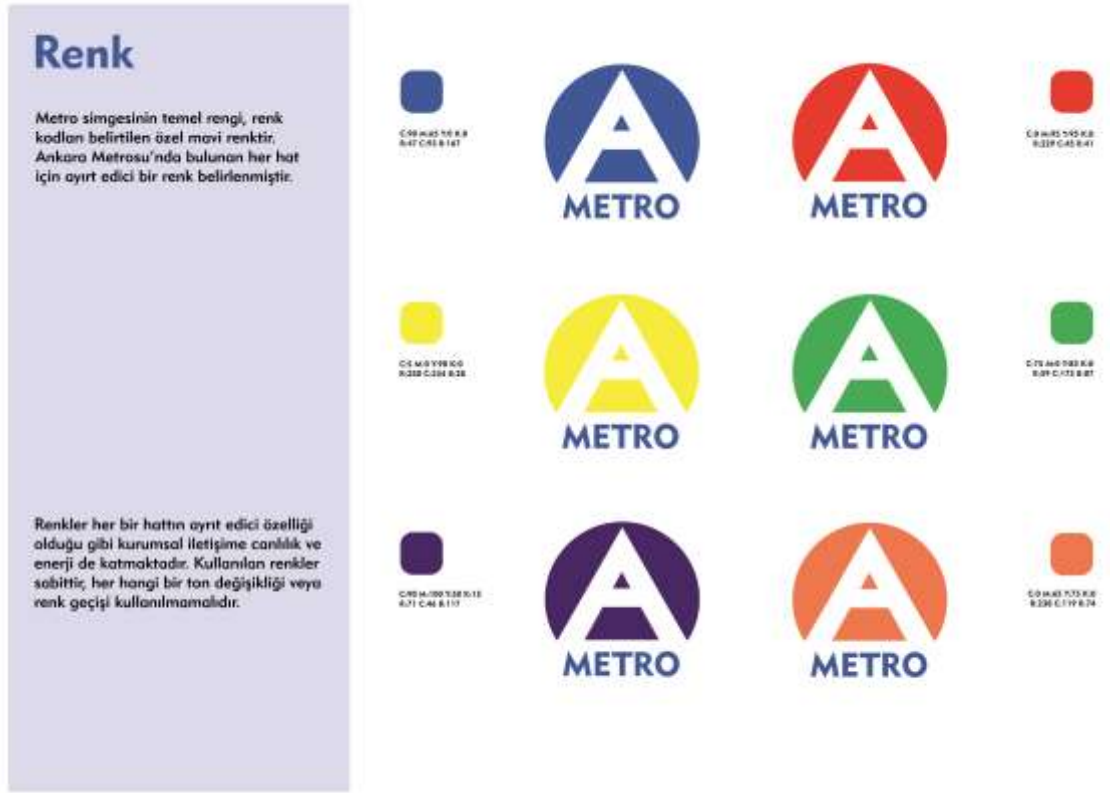 Renk
Metro simgesinin temel rengi, renk
kodları belirtilen özel mavi renktir.
Ankara Metrosu'nda bulunan her hat
için ayırt edici bir renk belirlenmiştir.
Renkler her bir hattın ayrıt edici özelliği
olduğu gibi kurumsal iletişime canlılık ve
enerji de katmaktadır. Kullanılan renkler
sabittir, her hangi bir ton değişikliği veya
renk geçişi kullanılmamalıdır.
A
METRO
A
METRO
A
METRO
A
METRO
A
METRO
A
METRO